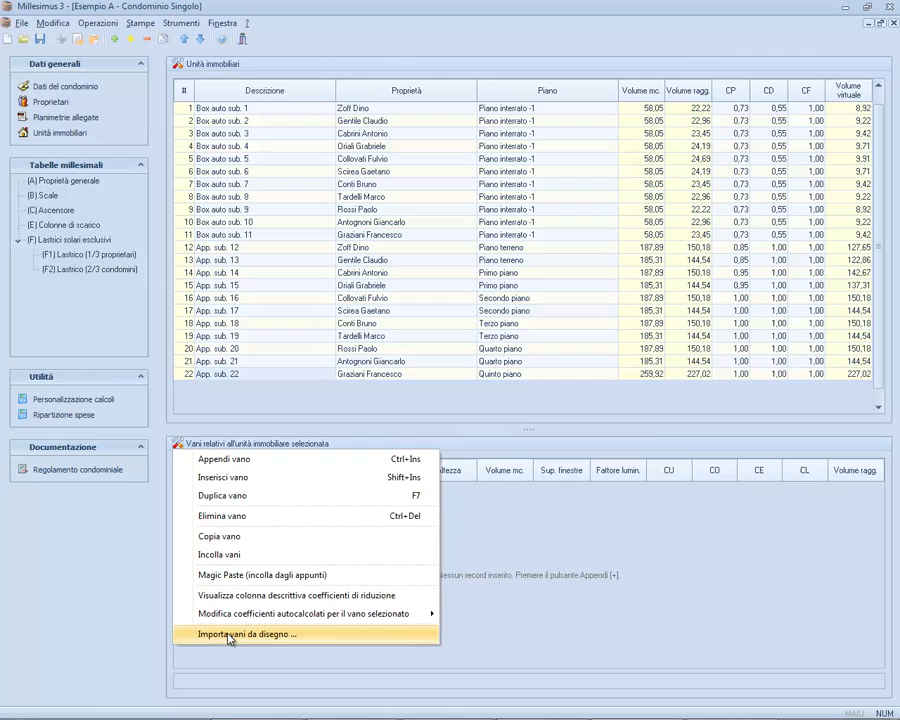 Millesimus 3 - [Esempio A - Condominio Singolo]
File Modifica Operazioni Stampe Strumenti Finestra ?
Dati generali
Dati del condominio
Proprietari
Planimetrie allegate
Unità immobiliari
Tabelle millesimali
(A) Proprietà generale
(B) Scale
(C) Ascensore
(E) Colonne di scarico
(F) Lastrici solari esclusivi
(F1) Lastrico (1/3 proprietari)
(F2) Lastrico (2/3 condomini)
Utilità
Personalizzazione calcoli
Ripartizione spese
Documentazione
Regolamento condominiale
Unità immobiliari
# Descrizione Proprietà Piano Volume mc. Volume ragg. CP CD CF Volume virtuale
1 Box auto sub. 1 Zoff Dino Piano interrato -1 58,05 22,22 0,73 0,55 1,00 8,92
2 Box auto sub. 2 Gentile Claudio Piano interrato -1 58,05 22,96 0,73 0,55 1,00 9,22
3 Box auto sub. 3 Cabrini Antonio Piano interrato -1 58,05 23,45 0,73 0,55 1,00 9,42
4 Box auto sub. 4 Oriali Grabriele Piano interrato -1 58,05 24,19 0,73 0,55 1,00 9,71
5 Box auto sub. 5 Collovati Fulvio Piano interrato -1 58,05 24,69 0,73 0,55 1,00 9,91
6 Box auto sub. 6 Scirea Gaetano Piano interrato -1 58,05 24,19 0,73 0,55 1,00 9,71
7 Box auto sub. 7 Conti Bruno Piano interrato -1 58,05 23,45 0,73 0,55 1,00 9,42
8 Box auto sub. 8 Tardelli Marco Piano interrato -1 58,05 22,96 0,73 0,55 1,00 9,22
9 Box auto sub. 9 Rossi Paolo Piano interrato -1 58,05 22,22 0,73 0,55 1,00 8,92
10 Box auto sub. 10 Antognoni Giancarlo Piano interrato -1 58,05 22,96 0,73 0,55 1,00 9,22
11 Box auto sub. 11 Graziani Francesco Piano interrato -1 58,05 23,45 0,73 0,55 1,00 9,42
12 App. sub. 12 Zoff Dino Piano terreno 187,89 150,18 0,85 1,00 1,00 127,65
13 App. sub. 13 Gentile Claudio Piano terreno 185,31 144,54 0,85 1,00 1,00 122,86
14 App. sub. 14 Cabrini Antonio Primo piano 187,89 150,18 0,95 1,00 1,00 142,67
15 App. sub. 15 Oriali Grabriele Primo piano 185,31 144,54 0,95 1,00 1,00 137,31
16 App. sub. 16 Collovati Fulvio Secondo piano 187,89 150,18 1,00 1,00 1,00 150,18
17 App. sub. 17 Scirea Gaetano Secondo piano 185,31 144,54 1,00 1,00 1,00 144,54
18 App. sub. 18 Conti Bruno Terzo piano 187,89 150,18 1,00 1,00 1,00 150,18
19 App. sub. 19 Tardelli Marco Terzo piano 185,31 144,54 1,00 1,00 1,00 144,54
20 App. sub. 20 Rossi Paolo Quarto piano 187,89 150,18 1,00 1,00 1,00 150,18
21 App. sub. 21 Antognoni Giancarlo Quarto piano 185,31 144,54 1,00 1,00 1,00 144,54
22 App. sub. 22 Graziani Francesco Quinto piano 259,92 227,02 1,00 1,00 1,00 227,02
Vani relativi all'unità immobiliare selezionata
ltezza Volume mc. Sup. finestre Fattore lumin. CU CO CE CL Volume ragg.
Appendi vano Ctrl+Ins
Inserisci vano Shift+Ins
Duplica vano F7
Elimina vano Ctrl+Del
Copia vano
Incolla vani
Magic Paste (incolla dagli appunti)
Visualizza colonna descrittiva coefficienti di riduzione
Modifica coefficienti autocalcolati per il vano selezionato
Importa vani da disegno ...
Nessun record inserito. Premere il pulsante Appendi [+].
MAIU NUM